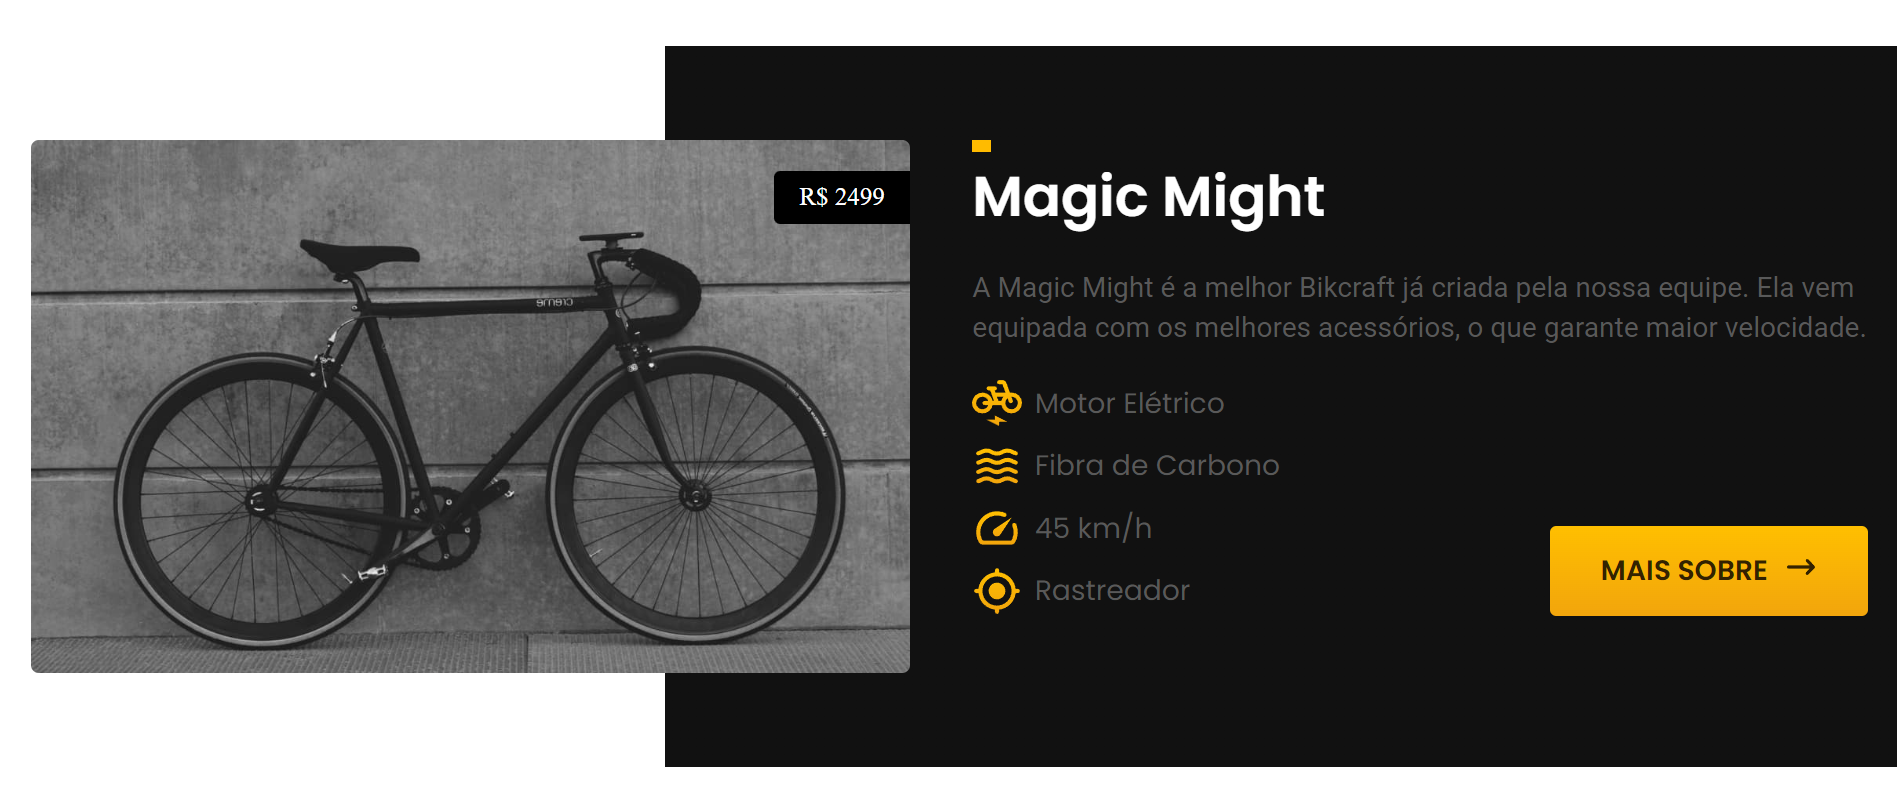 R$ 2499
Magic Might
A Magic Might é a melhor Bikcraft já criada pela nossa equipe. Ela vem
equipada com os melhores acessórios, o que garante maior velocidade.
Motor Elétrico
Fibra de Carbono
45 km/h
Rastreador
MAIS SOBRE →